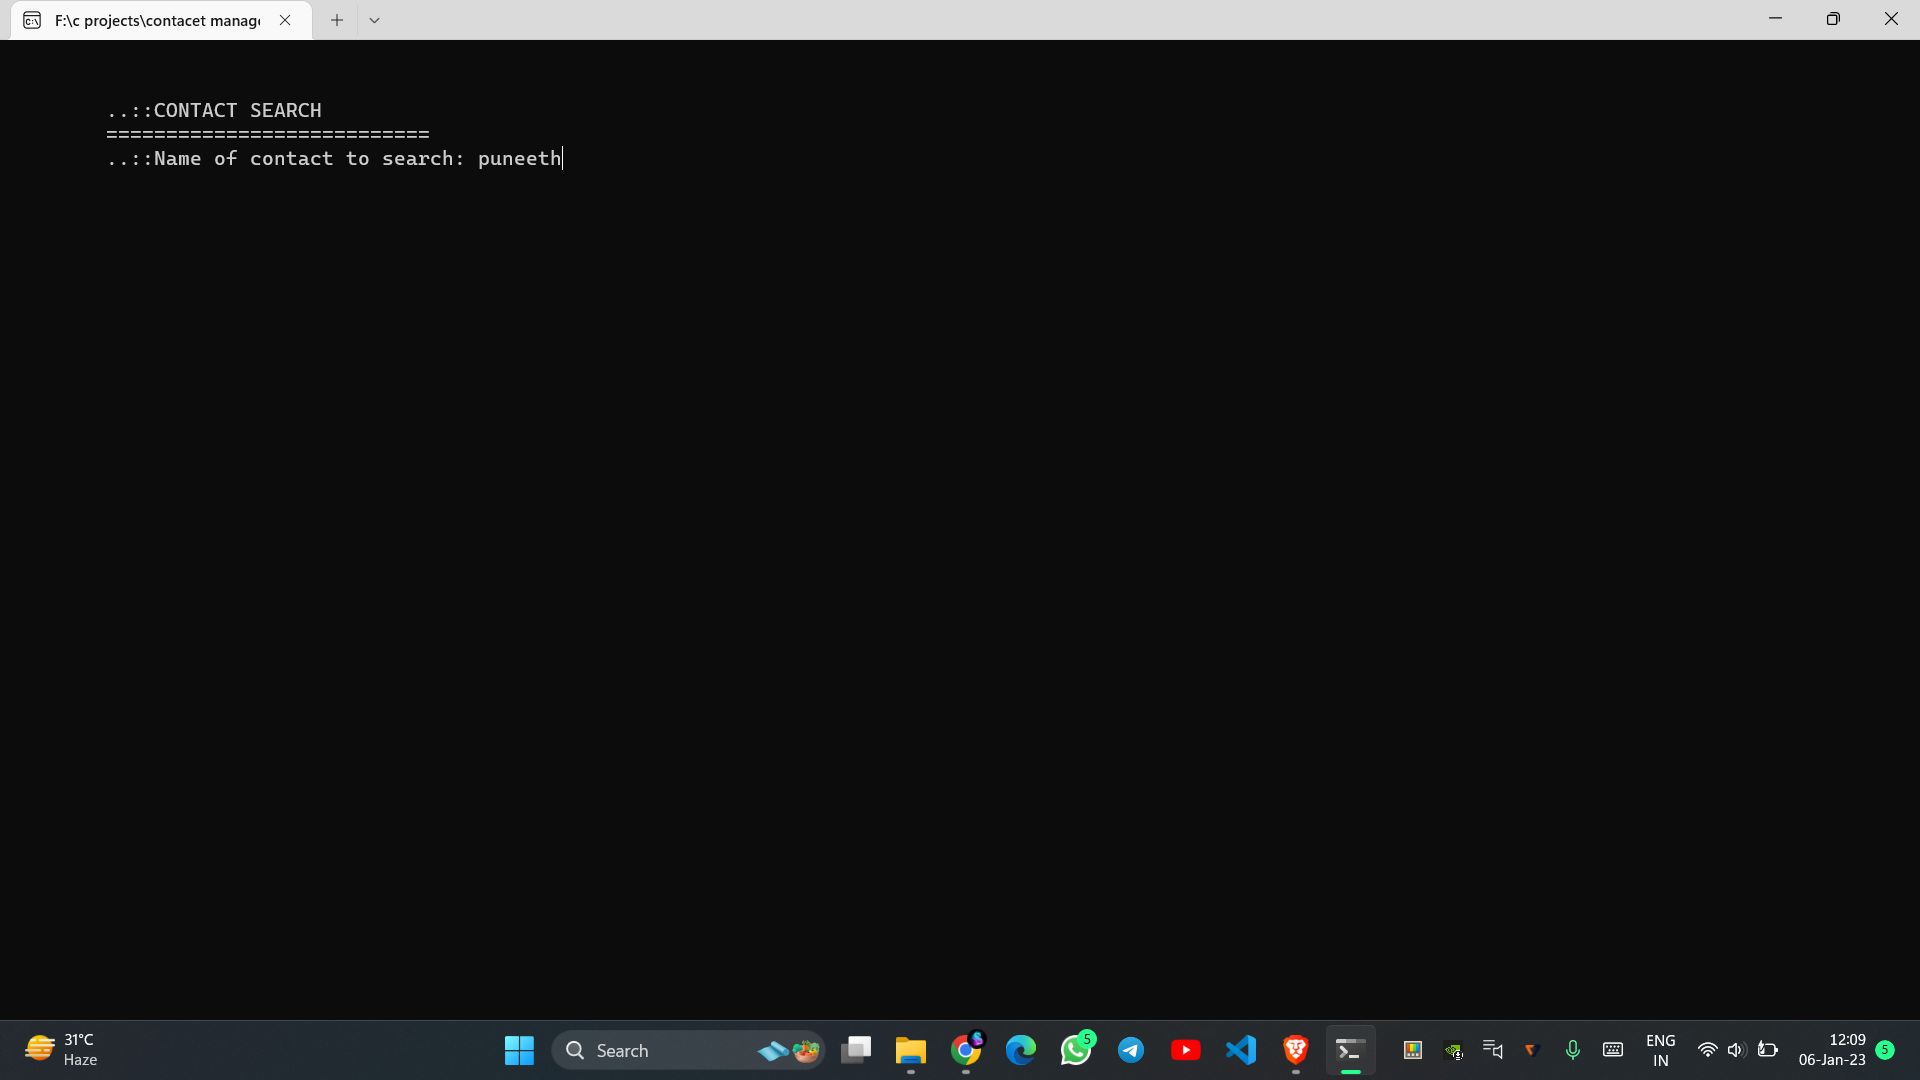 F:\c projects\contacet manag
..::CONTACT SEARCH
===========================
..::Name of contact to search: puneeth
31°C
Haze
Search
5
ENG
IN
12:09
06-Jan-23
5